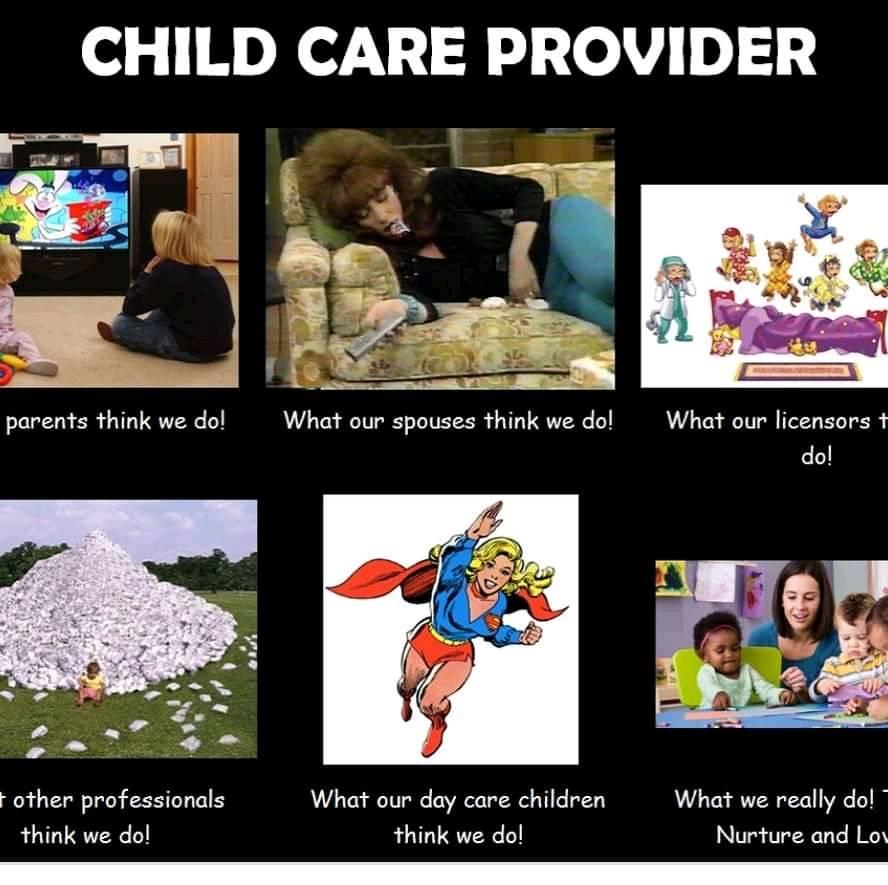 CHILD CARE PROVIDER
parents think we do!
What our spouses think we do!
What our licensors t
do!
t other professionals
think we do!
What our day care children
think we do!
What we really do! T
Nurture and Lov